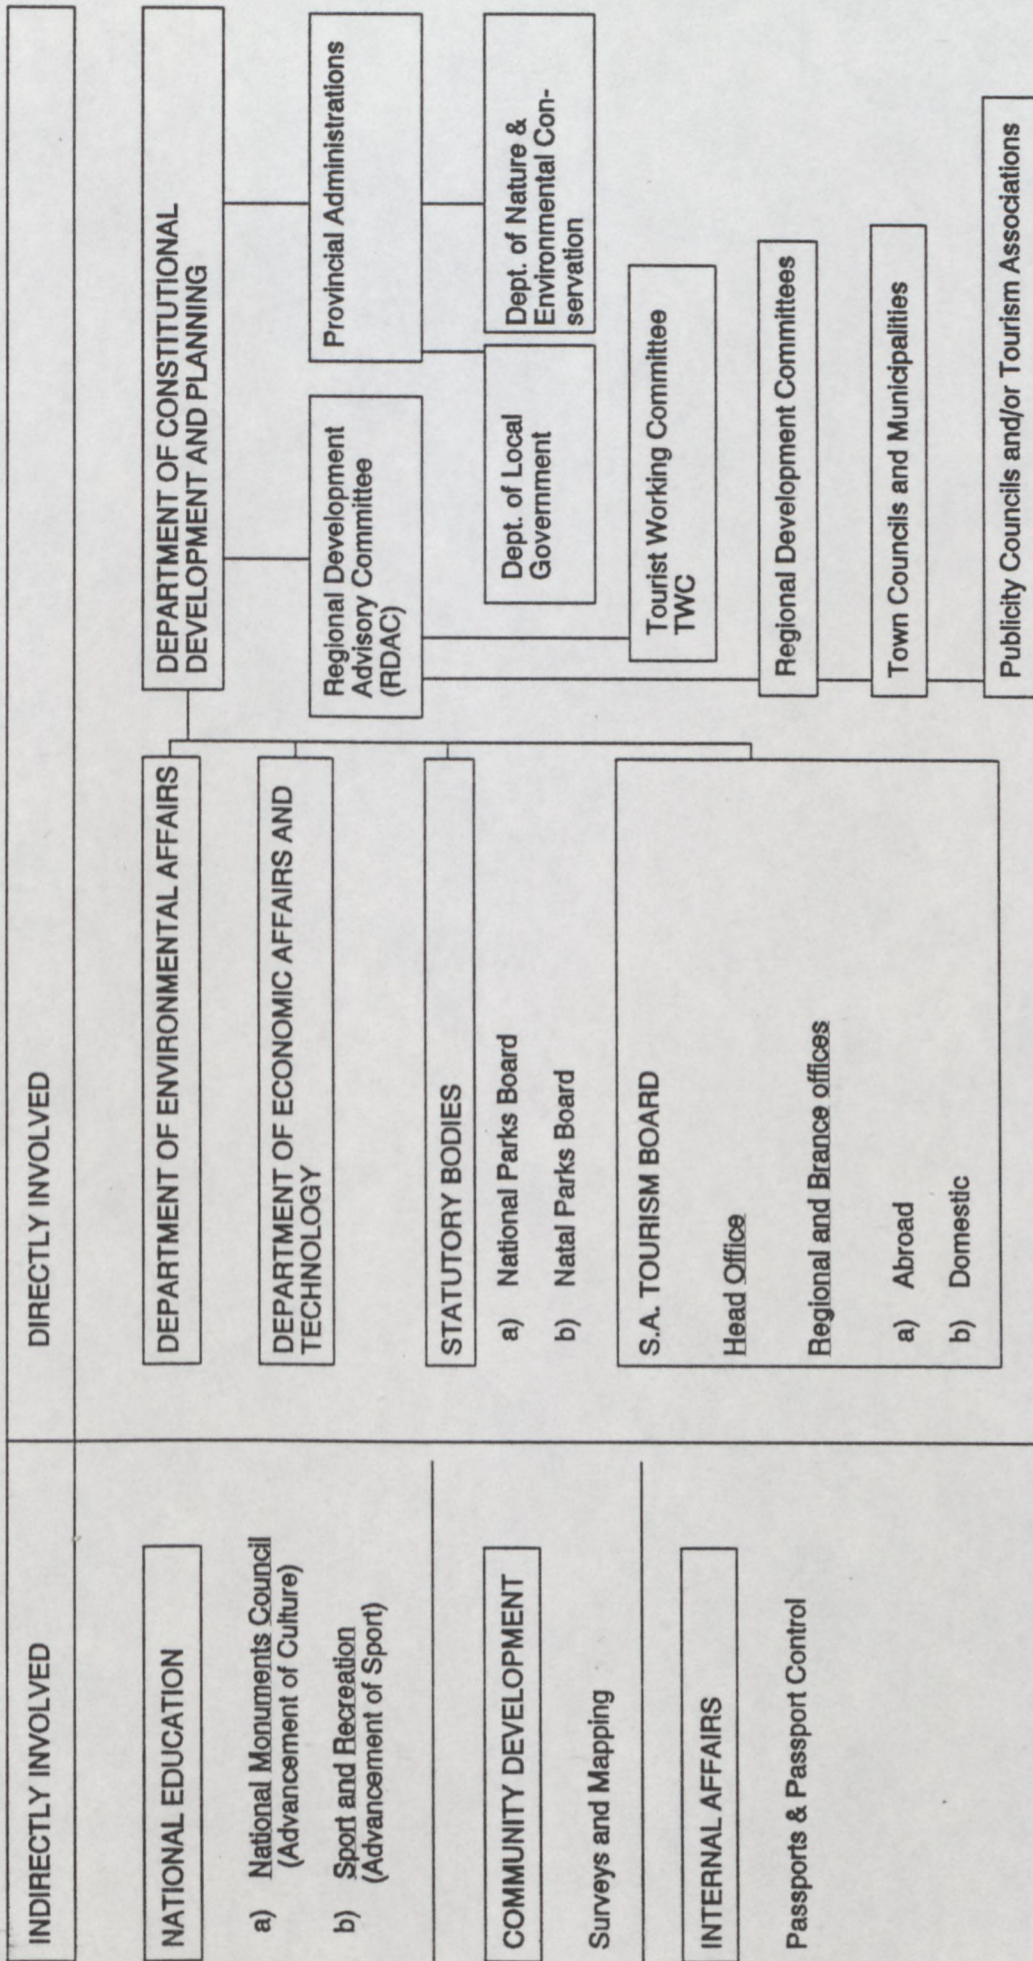 INDIRECTLY INVOLVED
NATIONAL EDUCATION
a) National Monuments Council
(Advancement of Culture)
b) Sport and Recreation
(Advancement of Sport)
COMMUNITY DEVELOPMENT
Surveys and Mapping
INTERNAL AFFAIRS
Passports & Passport Control
DIRECTLY INVOLVED
DEPARTMENT OF ENVIRONMENTAL AFFAIRS
DEPARTMENT OF ECONOMIC AFFAIRS AND
TECHNOLOGY
STATUTORY BODIES
a) National Parks Board
b) Natal Parks Board
S.A. TOURISM BOARD
Head Office
Regional and Brance offices
a) Abroad
b) Domestic
DEPARTMENT OF CONSTITUTIONAL
DEVELOPMENT AND PLANNING
Regional Development
Advisory Committee
(RDAC)
Provincial Administrations
Dept. of Local
Government
Dept. of Nature &
Environmental Con-
servation
Tourist Working Committee
TWC
Regional Development Committees
Town Councils and Municipalities
Publicity Councils and/or Tourism Associations